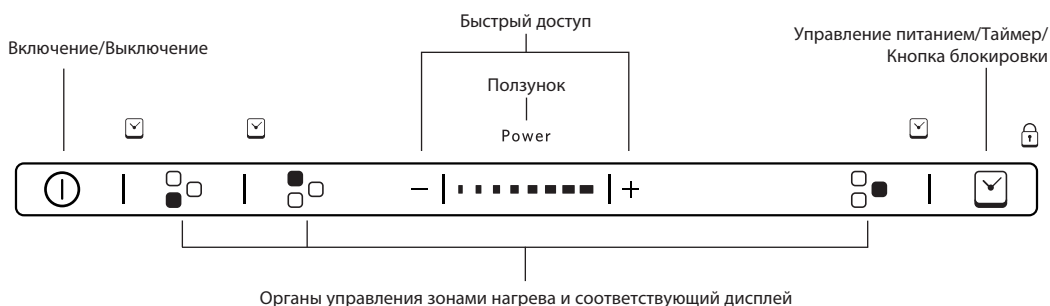 Быстрый доступ
Включение/Выключение
Управление питанием/Таймер/
Кнопка блокировки
Ползунок
Power
Органы управления зонами нагрева и соответствующий дисплей